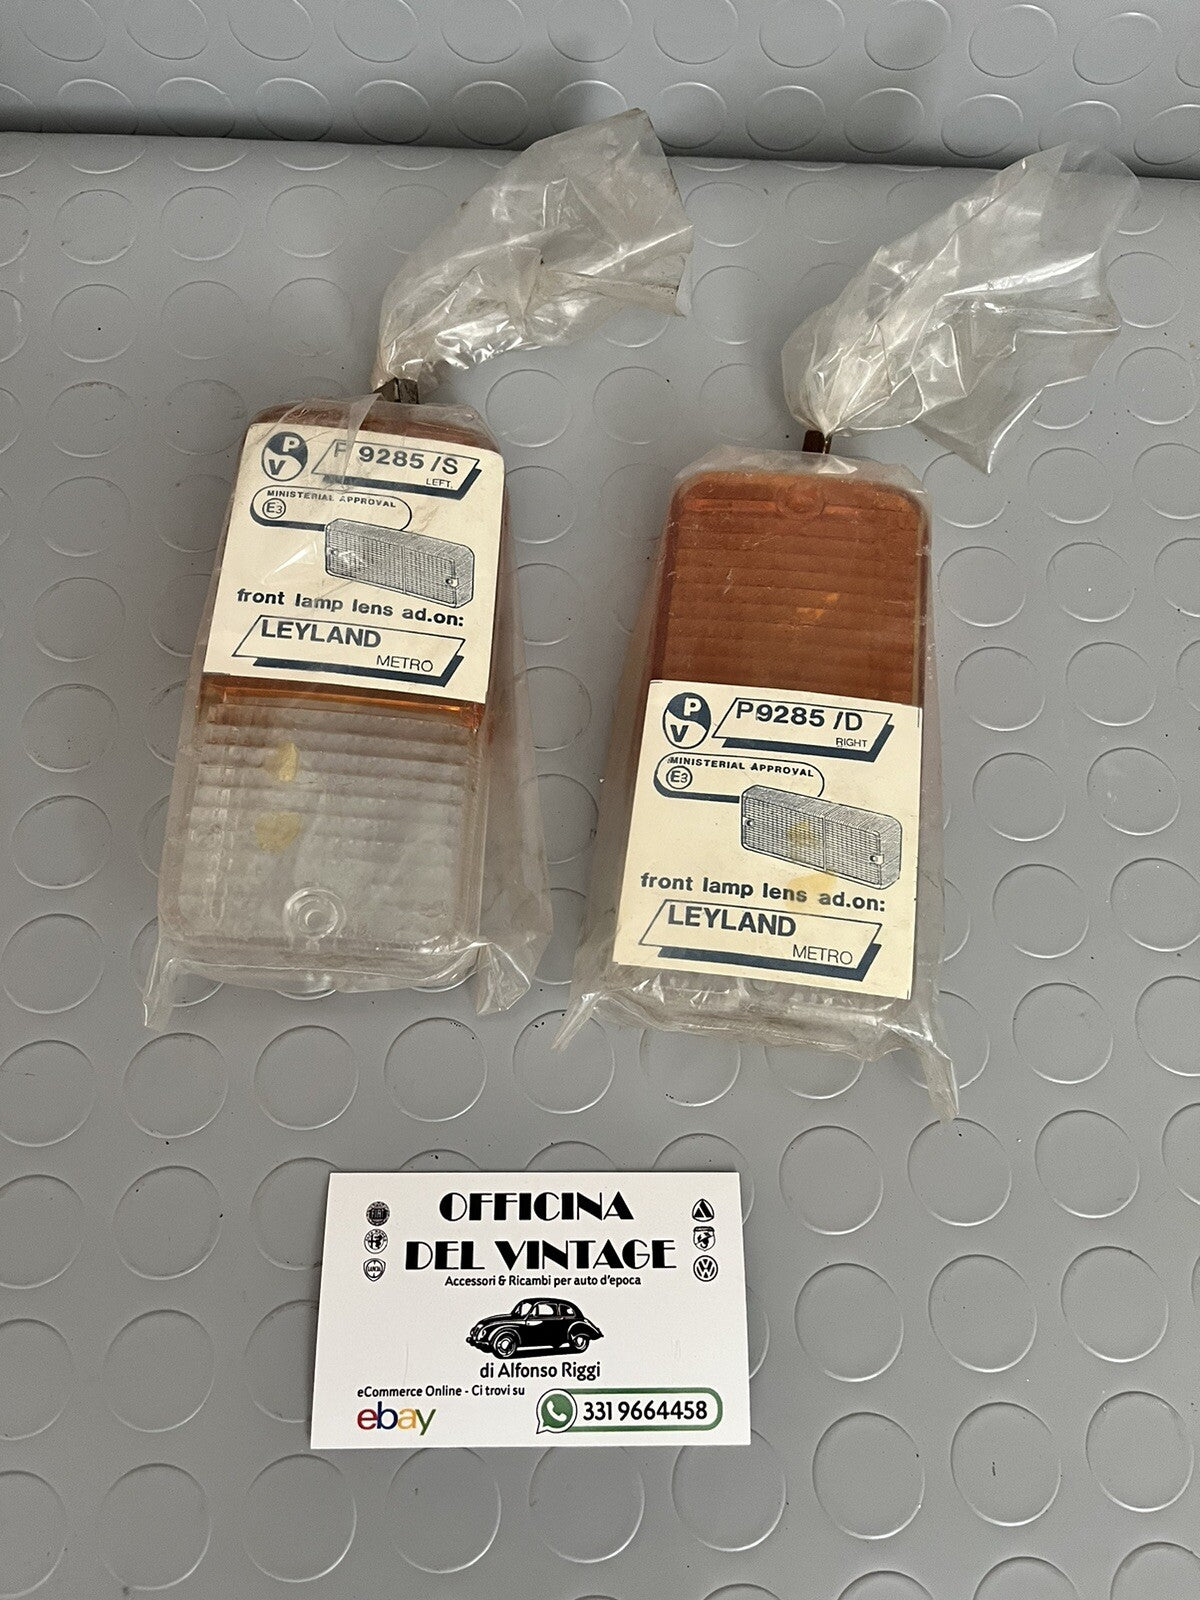 P V
P 9285 /S
LEFT.
MINISTERIAL APPROVAL
E3
front lamp lens ad.on:
LEYLAND
METRO
P V
P9285 /D
RIGHT
MINISTERIAL APPROVAL
E3
front lamp lens ad.on:
LEYLAND
METRO
OFFICINA
DEL VINTAGE
Accessori & Ricambi per auto d'epoca
di Alfonso Riggi
eCommerce Online - Ci trovi su
ebay
331 9664458